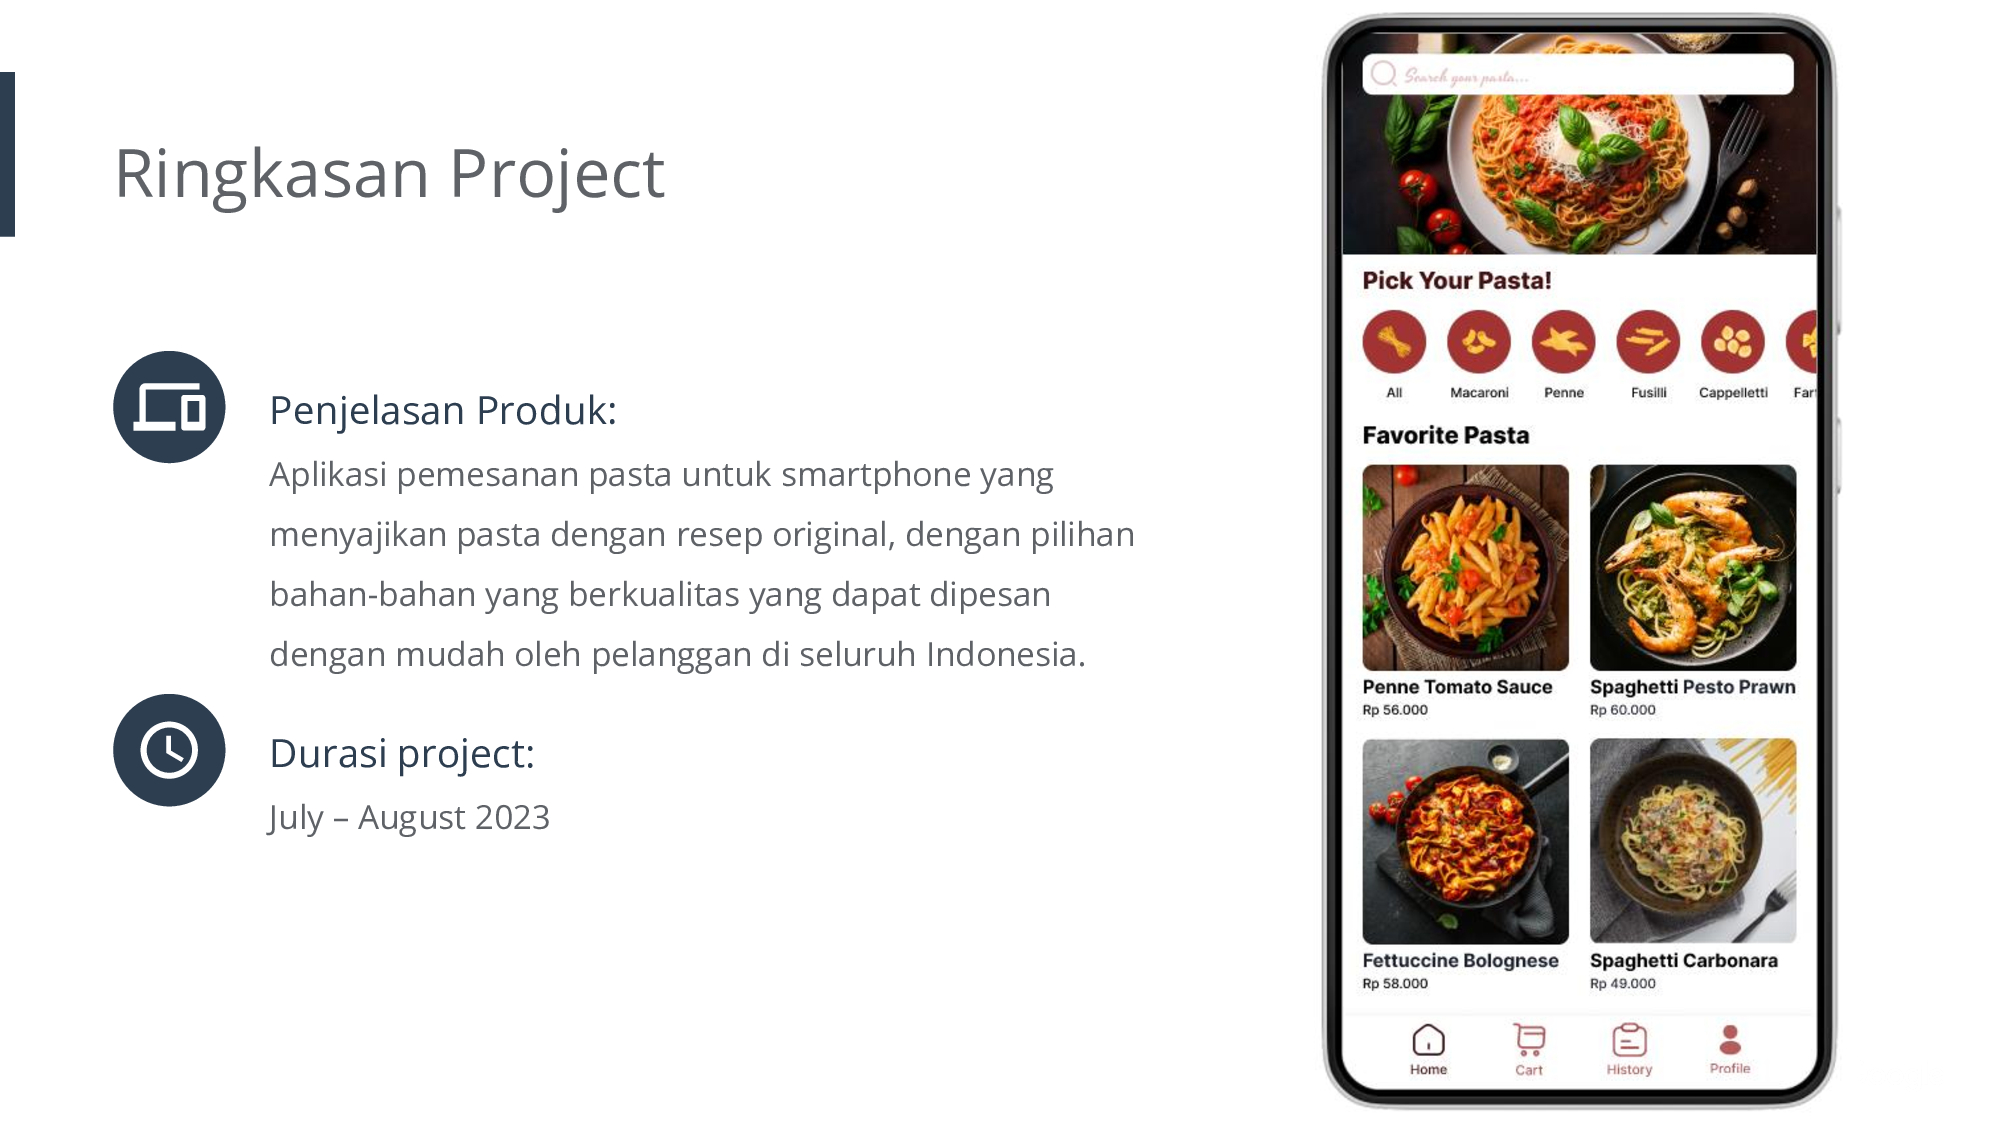 Ringkasan Project
Penjelasan Produk:
Aplikasi pemesanan pasta untuk smartphone yang
menyajikan pasta dengan resep original, dengan pilihan
bahan-bahan yang berkualitas yang dapat dipesan
dengan mudah oleh pelanggan di seluruh Indonesia.
Durasi project:
July – August 2023
Search your pasta...
Pick Your Pasta!
All Macaroni Penne Fusilli Cappelletti Far
Favorite Pasta
Penne Tomato Sauce Spaghetti Pesto Prawn
Rp 56.000 Rp 60.000
Fettuccine Bolognese Spaghetti Carbonara
Rp 58.000 Rp 49.000
Home Cart History Profile